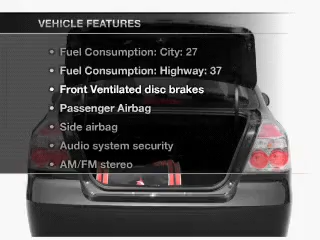 VEHICLE FEATURES
• Fuel Consumption: City: 27
• Fuel Consumption: Highway: 37
• Front Ventilated disc brakes
• Passenger Airbag
• Side airbag
• Audio system security
• AM/FM stereo